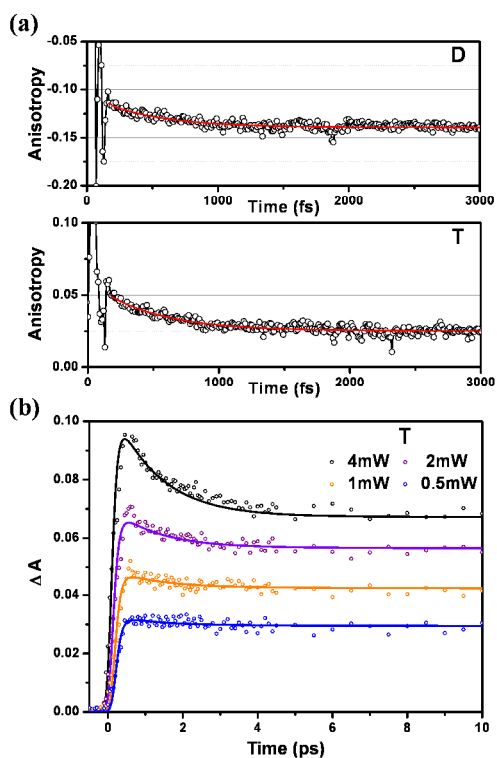 (a)
-0.05
D
-0.10
-0.15
-0.20
Anisotropy
0 1000 2000 3000
Time (fs)
0.10
T
0.05
0.00
Anisotropy
0 1000 2000 3000
Time (fs)
(b)
0.10
T
4mW 2mW
1mW 0.5mW
0.08
0.06
0.04
0.02
0.00
Δ A
0 2 4 6 8 10
Time (ps)